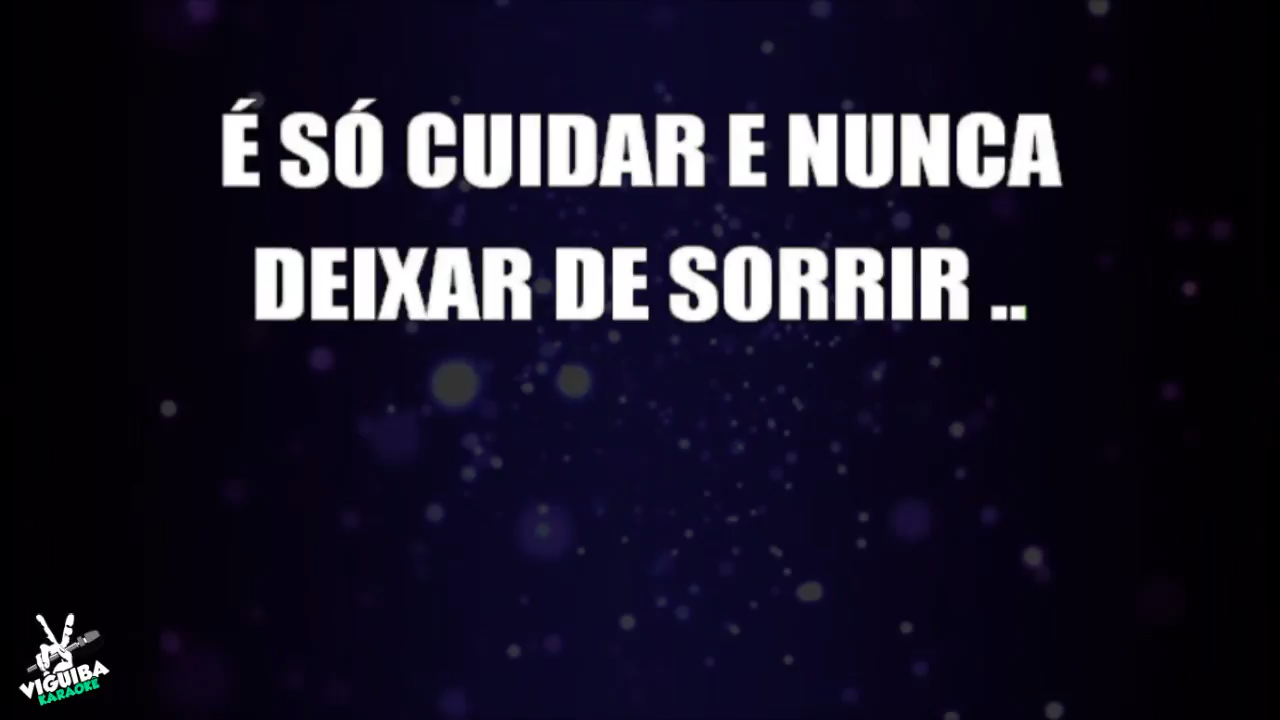 É SÓ CUIDAR E NUNCA
DEIXAR DE SORRIR ..
VIGUIBA
KARAOKE